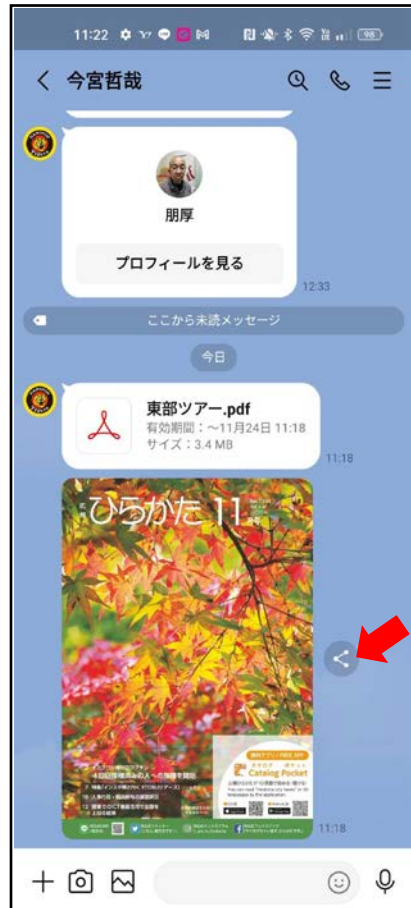 11:22
98
今宮哲哉
朋厚
プロフィールを見る
12:33
ここから未読メッセージ
今日
東部ツアー.pdf
有効期間：~11月24日 11:18
サイズ：3.4 MB
11:18
ひらかた 11
Catalog Pocket
11:18